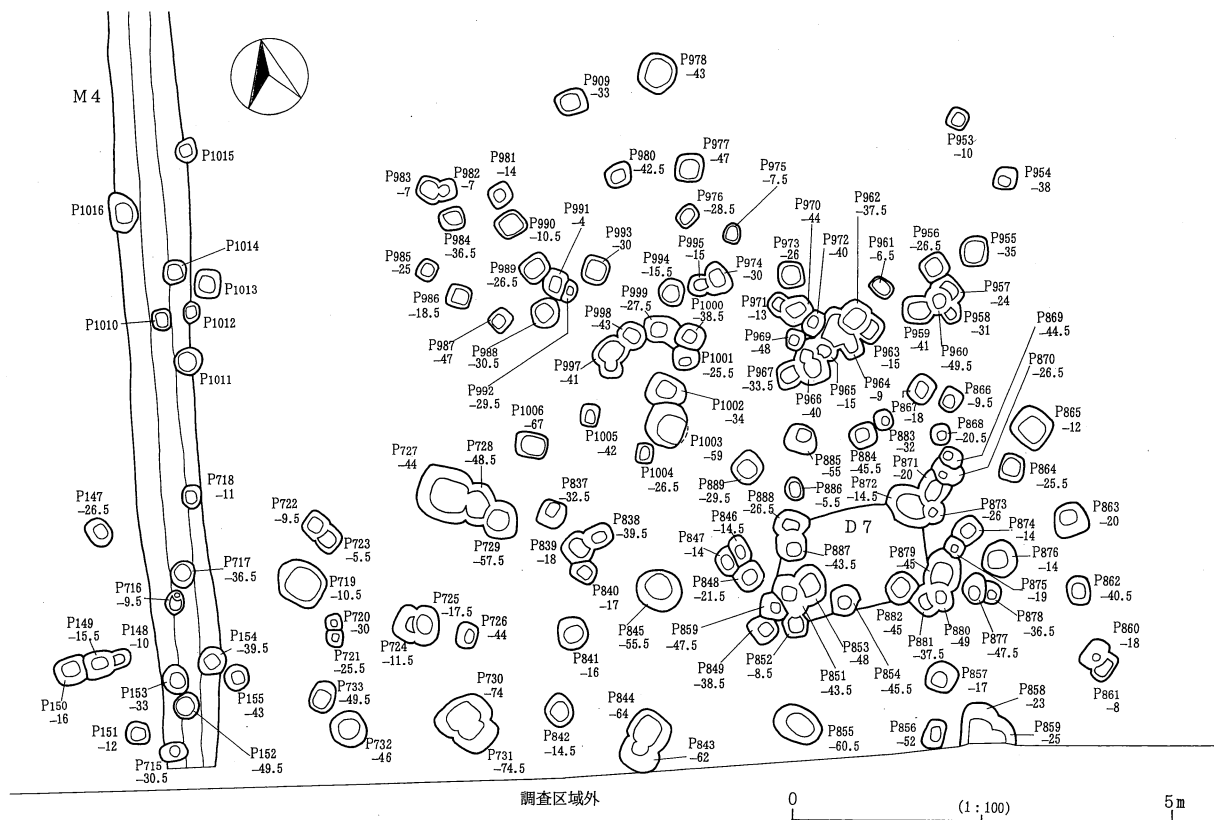 M4
P1015
P1016
P1014
P1013
P1010
P1012
P1011
P978
-43
P909
-33
P953
-10
P954
-38
P977
-47
P980
-42.5
P981
-14
P982
-7
P983
-7
P975
-7.5
P976
-28.5
P970
-44
P962
-37.5
P972
-40
P961
-6.5
P956
-26.5
P955
-35
P984
-36.5
P990
-10.5
P991
-4
P993
-30
P985
-25
P989
-26.5
P994
-15.5
P995
-15
P974
-30
P973
-26
P957
-24
P958
-31
P959
-41
P960
-49.5
P986
-18.5
P987
-47
P988
-30.5
P992
-29.5
P998
-43
P999
-27.5
P1000
-38.5
P997
-41
P1001
-25.5
P971
-13
P969
-48
P967
-33.5
P966
-40
P965
-15
P964
-9
P963
-15
P869
-44.5
P870
-26.5
P1002
-34
P1006
-67
P1005
-42
P1003
-59
P1004
-26.5
P867
-18
P866
-9.5
P865
-12
P883
-32
P868
-20.5
P885
-55
P884
-45.5
P871
-20
P864
-25.5
P872
-14.5
P889
-29.5
P886
-5.5
P888
-26.5
P873
-26
P863
-20
P727
-44
P728
-48.5
P729
-57.5
P837
-32.5
P838
-39.5
P839
-18
P840
-17
P846
-14.5
P847
-14
P848
-21.5
D7
P887
-43.5
P879
-45
P874
-14
P876
-14
P875
-19
P862
-40.5
P878
-36.5
P877
-47.5
P880
-49
P881
-37.5
P882
-45
P718
-11
P147
-26.5
P722
-9.5
P723
-5.5
P717
-36.5
P716
-9.5
P719
-10.5
P720
-30
P721
-25.5
P725
-17.5
P724
-11.5
P726
-44
P841
-16
P845
-55.5
P859
-47.5
P849
-38.5
P852
-8.5
P851
-43.5
P853
-48
P854
-45.5
P860
-18
P861
-8
P149
-15.5
P148
-10
P154
-39.5
P150
-16
P153
-33
P155
-43
P151
-12
P152
-49.5
P715
-30.5
P733
-49.5
P732
-46
P730
-74
P731
-74.5
P842
-14.5
P844
-64
P843
-62
P855
-60.5
P857
-17
P856
-52
P858
-23
P859
-25
調査区域外
0
(1:100)
5m